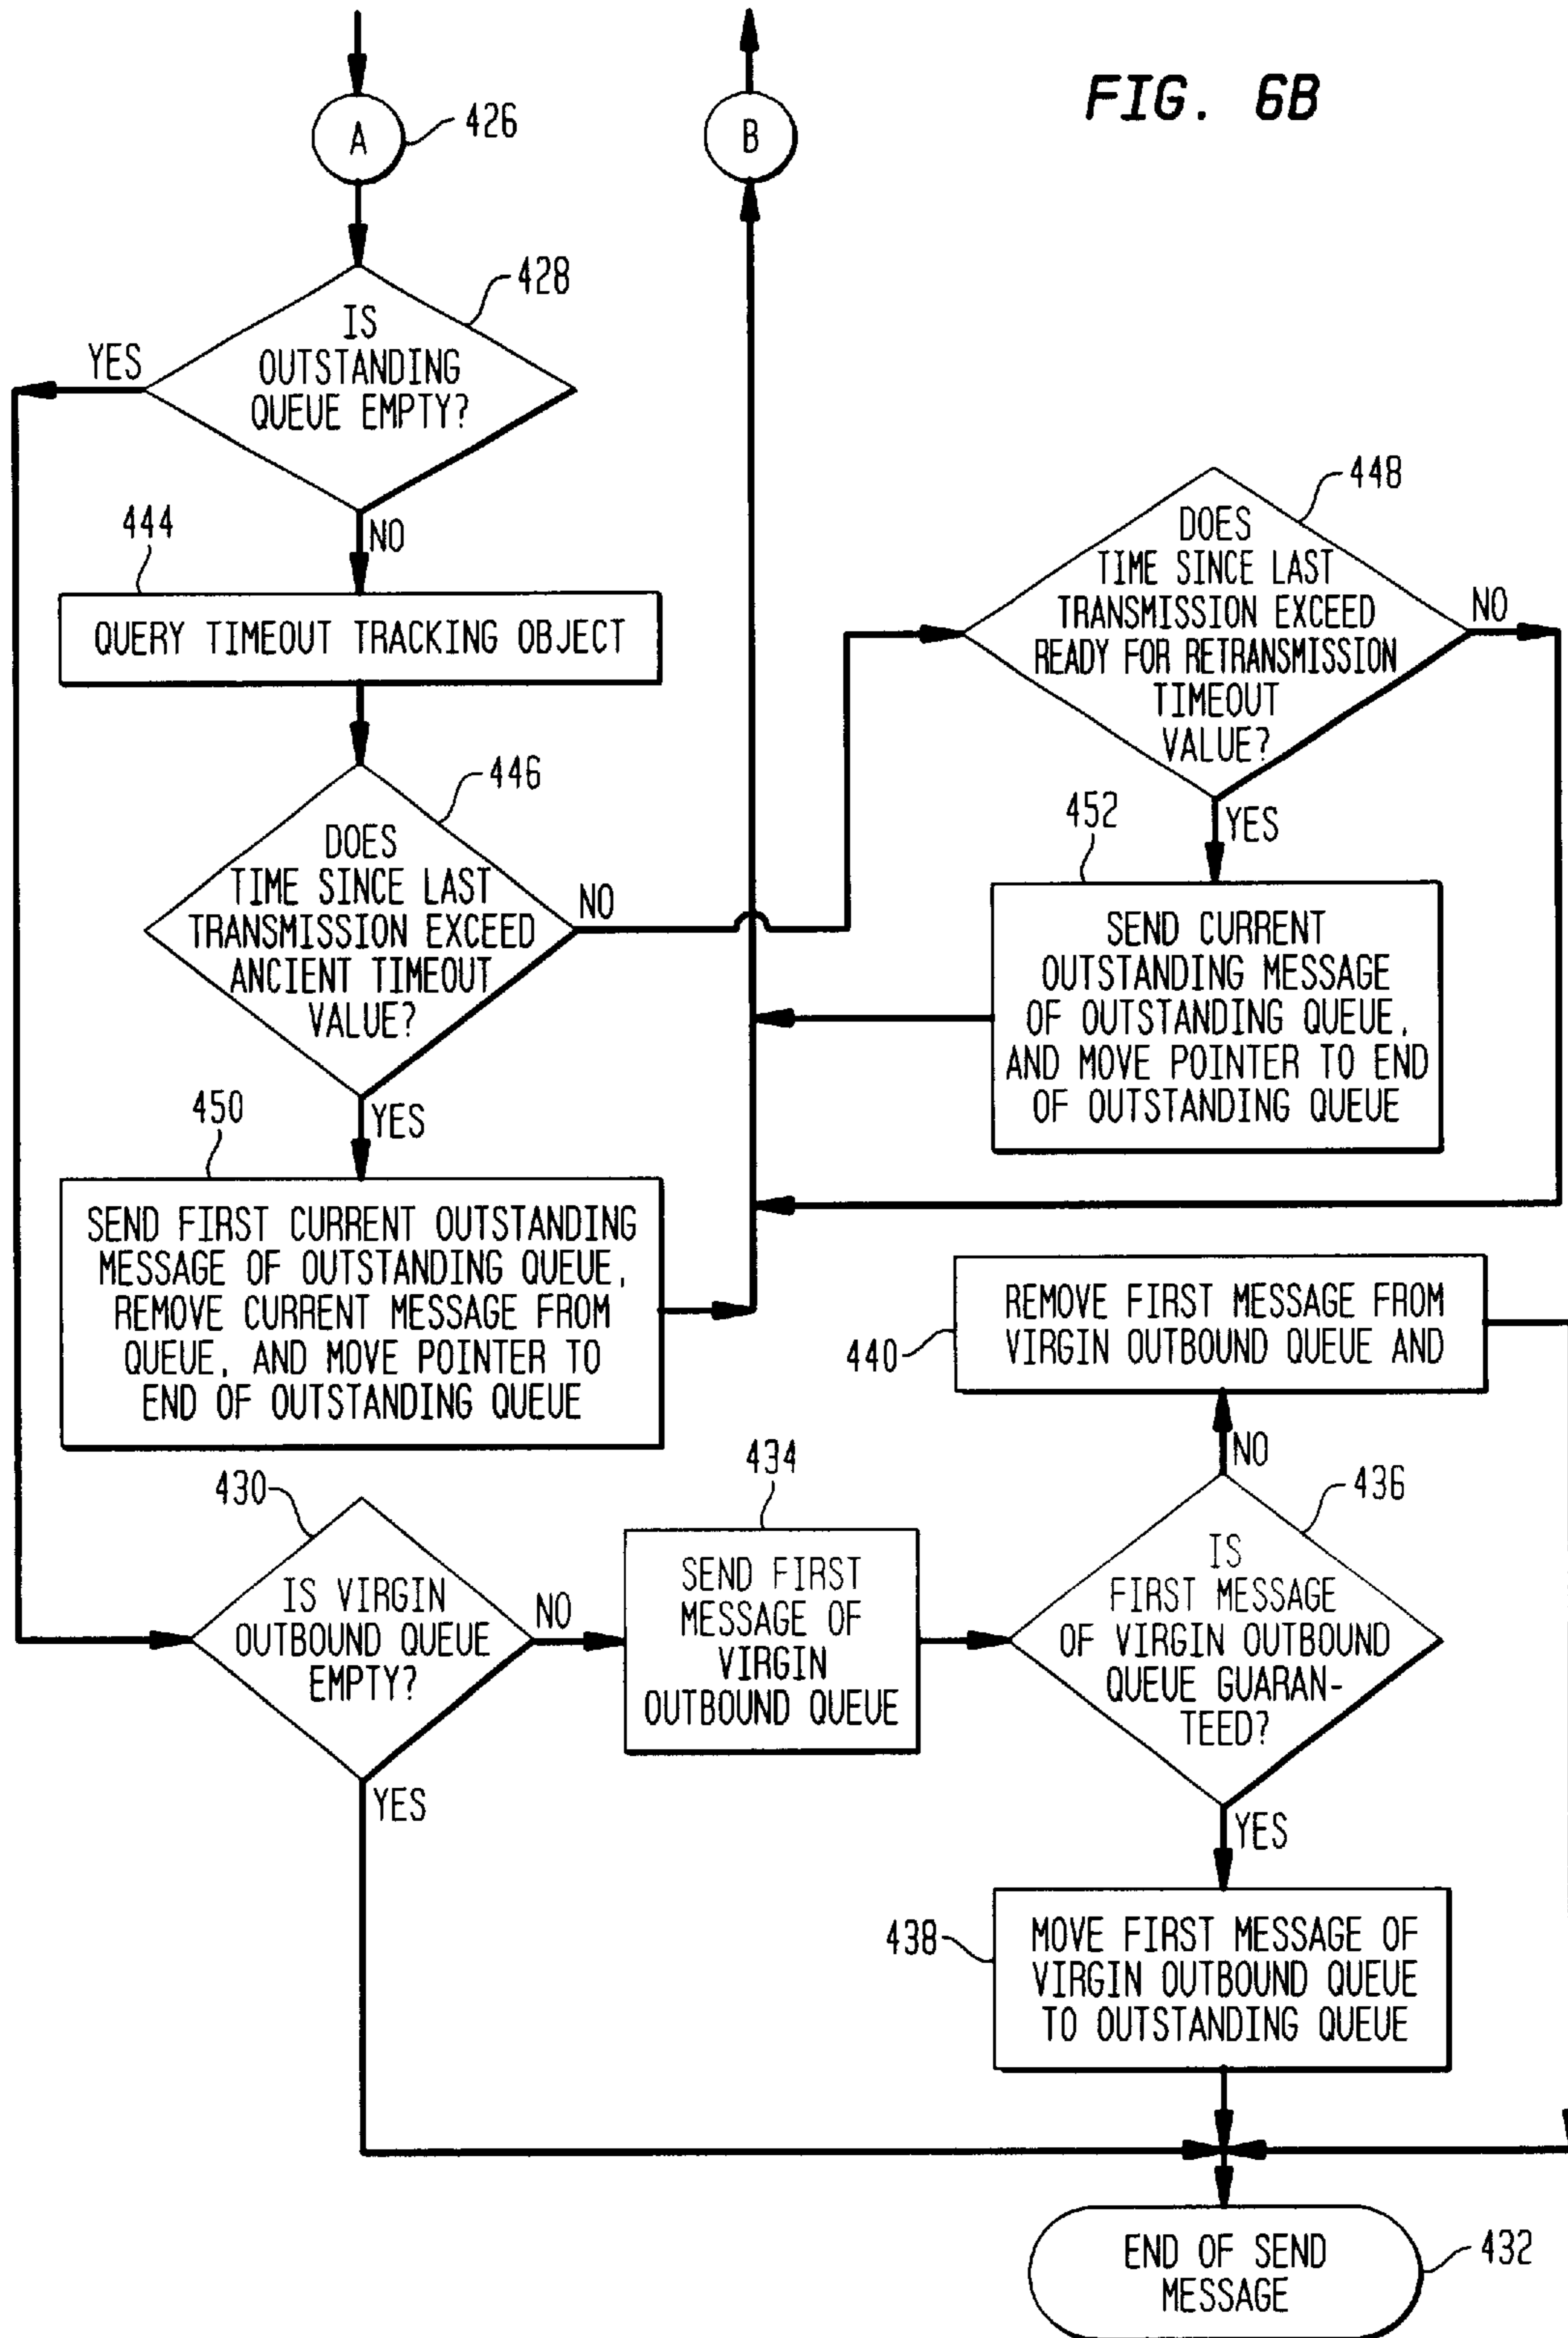 FIG. 6B
A
426
B
428
IS
OUTSTANDING
QUEUE EMPTY?
YES
NO
444
QUERY TIMEOUT TRACKING OBJECT
446
DOES
TIME SINCE LAST
TRANSMISSION EXCEED
ANCIENT TIMEOUT
VALUE?
NO
YES
448
DOES
TIME SINCE LAST
TRANSMISSION EXCEED
READY FOR RETRANSMISSION
TIMEOUT
VALUE?
NO
YES
452
SEND CURRENT
OUTSTANDING MESSAGE
OF OUTSTANDING QUEUE,
AND MOVE POINTER TO END
OF OUTSTANDING QUEUE
450
SEND FIRST CURRENT OUTSTANDING
MESSAGE OF OUTSTANDING QUEUE,
REMOVE CURRENT MESSAGE FROM
QUEUE, AND MOVE POINTER TO
END OF OUTSTANDING QUEUE
440
REMOVE FIRST MESSAGE FROM
VIRGIN OUTBOUND QUEUE AND
430
IS VIRGIN
OUTBOUND QUEUE
EMPTY?
NO
YES
434
SEND FIRST
MESSAGE OF
VIRGIN
OUTBOUND QUEUE
436
IS
FIRST MESSAGE
OF VIRGIN OUTBOUND
QUEUE GUARAN-
TEED?
NO
YES
438
MOVE FIRST MESSAGE OF
VIRGIN OUTBOUND QUEUE
TO OUTSTANDING QUEUE
END OF SEND
MESSAGE
432